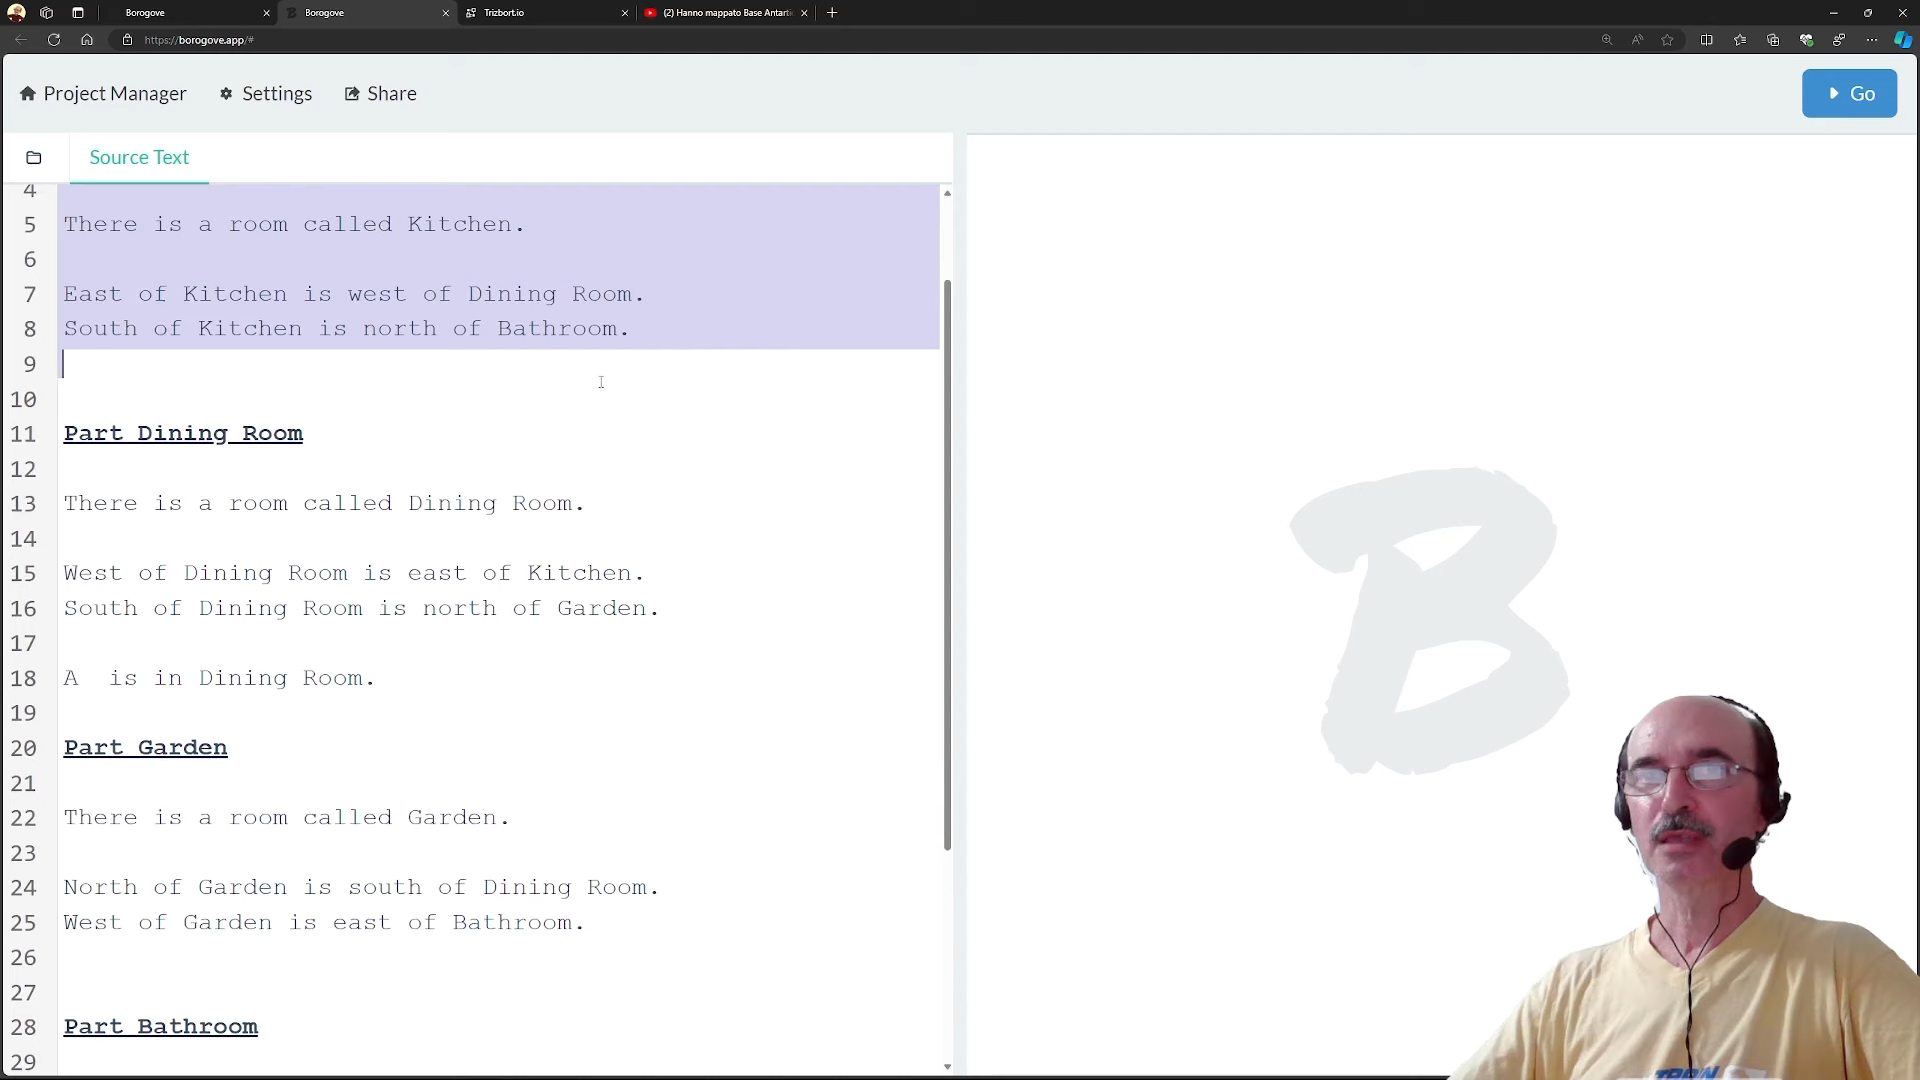 Borogove
Borogove
Trizbort.io
(2) Hanno mappato Base Antarti
https://borogove.app/#
Project Manager
Settings
Share
Go
Source Text
4
5 There is a room called Kitchen.
6
7 East of Kitchen is west of Dining Room.
8 South of Kitchen is north of Bathroom.
9
10
11 Part Dining Room
12
13 There is a room called Dining Room.
14
15 West of Dining Room is east of Kitchen.
16 South of Dining Room is north of Garden.
17
18 A  is in Dining Room.
19
20 Part Garden
21
22 There is a room called Garden.
23
24 North of Garden is south of Dining Room.
25 West of Garden is east of Bathroom.
26
27
28 Part Bathroom
29
B